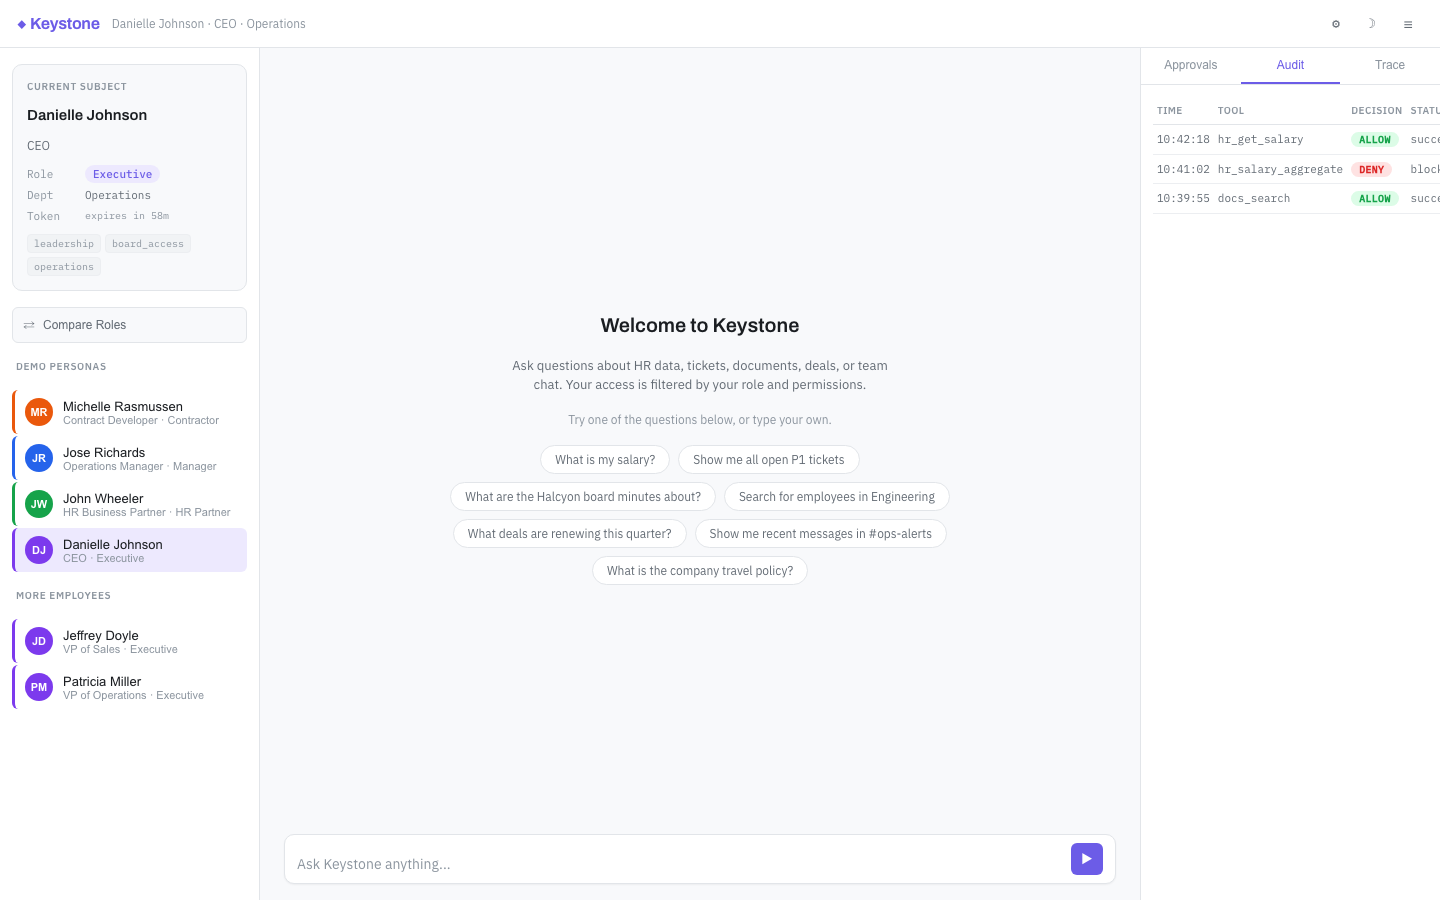 ◆ Keystone Danielle Johnson · CEO · Operations
CURRENT SUBJECT
Danielle Johnson
CEO
Role Executive
Dept Operations
Token expires in 58m
leadership board_access
operations
Compare Roles
DEMO PERSONAS
MR Michelle Rasmussen
Contract Developer · Contractor
JR Jose Richards
Operations Manager · Manager
JW John Wheeler
HR Business Partner · HR Partner
DJ Danielle Johnson
CEO · Executive
MORE EMPLOYEES
JD Jeffrey Doyle
VP of Sales · Executive
PM Patricia Miller
VP of Operations · Executive
Welcome to Keystone
Ask questions about HR data, tickets, documents, deals, or team
chat. Your access is filtered by your role and permissions.
Try one of the questions below, or type your own.
What is my salary? Show me all open P1 tickets
What are the Halcyon board minutes about? Search for employees in Engineering
What deals are renewing this quarter? Show me recent messages in #ops-alerts
What is the company travel policy?
Ask Keystone anything...
Approvals Audit Trace
TIME TOOL DECISION STATU
10:42:18 hr_get_salary ALLOW succe
10:41:02 hr_salary_aggregate DENY block
10:39:55 docs_search ALLOW succe